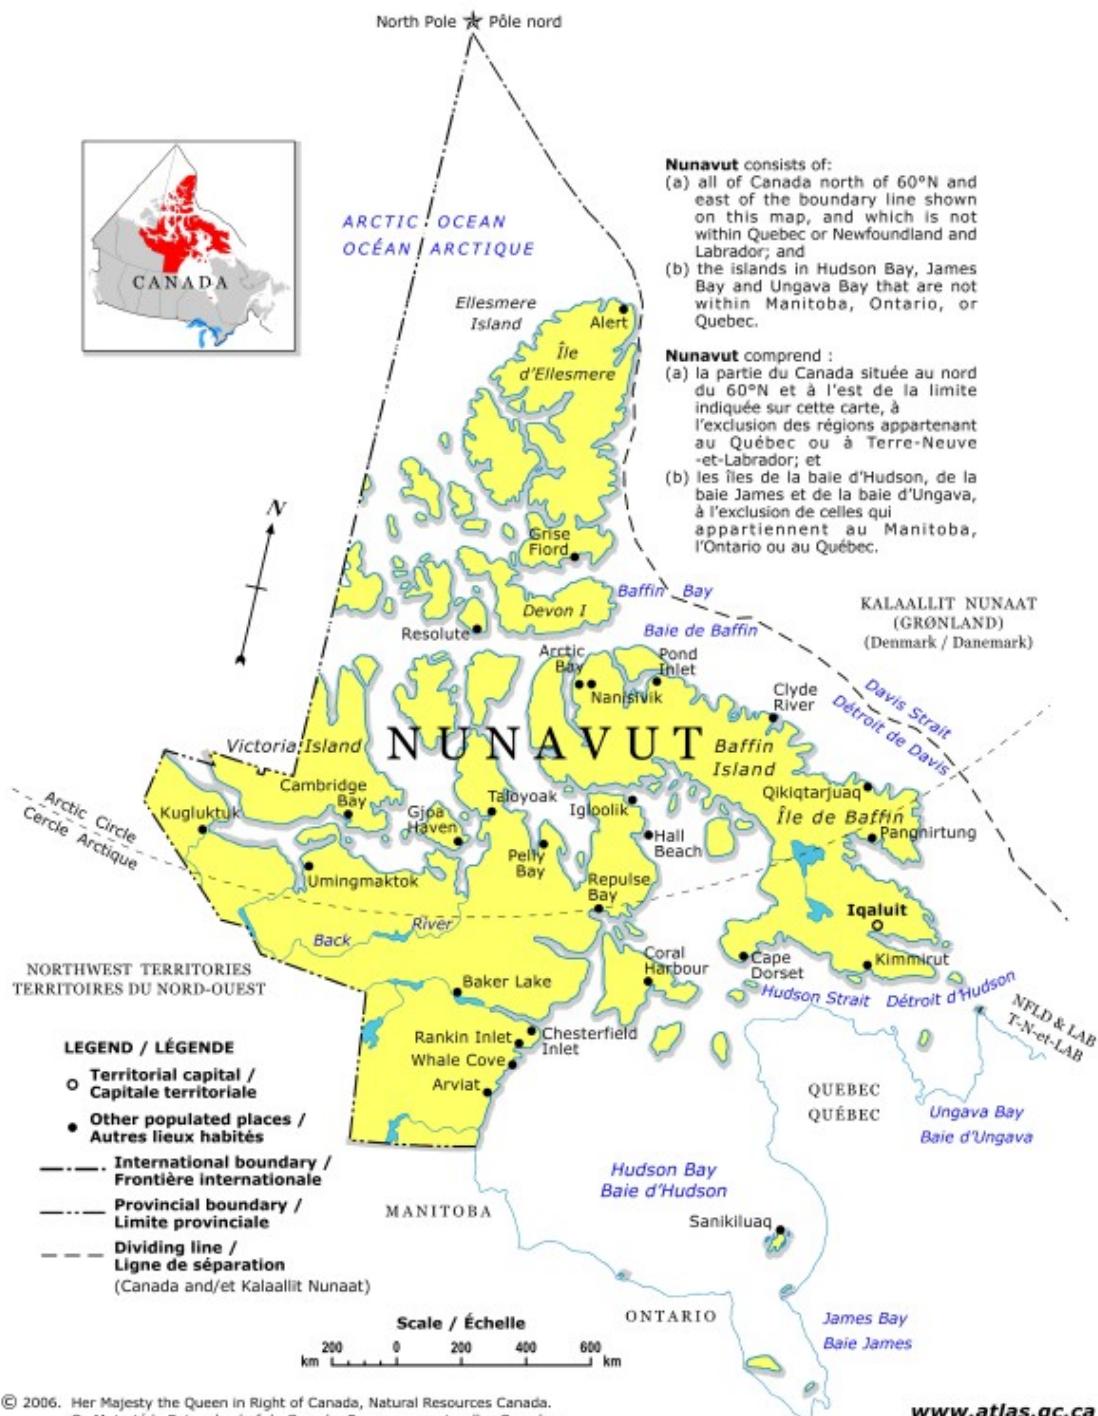 North Pole Pôle nord
CANADA
ARCTIC OCEAN
OCÉAN ARCTIQUE
Nunavut consists of:
(a) all of Canada north of 60°N and
east of the boundary line shown
on this map, and which is not
within Quebec or Newfoundland and
Labrador; and
(b) the islands in Hudson Bay, James
Bay and Ungava Bay that are not
within Manitoba, Ontario, or
Quebec.
Nunavut comprend :
(a) la partie du Canada située au nord
du 60°N et à l'est de la limite
indiquée sur cette carte, à
l'exclusion des régions appartenant
au Québec ou à Terre-Neuve
-et-Labrador; et
(b) les îles de la baie d'Hudson, de la
baie James et de la baie d'Ungava,
à l'exclusion de celles qui
appartiennent au Manitoba,
l'Ontario ou au Québec.
Ellesmere
Island
Alert
Île
d'Ellesmere
N
Grise
Fiord
Devon I
Baffin Bay
Baie de Baffin
KALAALLIT NUNAAT
(GRØNLAND)
(Denmark / Danemark)
Resolute
Arctic
Bay
Nanisivik
Pond
Inlet
Clyde
River
Davis Strait
Détroit de Davis
NUNAVUT
Victoria Island
Baffin
Island
Cambridge
Bay
Arctic Circle
Cercle Arctique
Kugluktuk
Gjoa
Haven
Taloyoak
Igloolik
Qikiqtarjuaq
Île de Baffin
Pangnirtung
Hall
Beach
Pelly
Bay
Umingmaktok
Repulse
Bay
Iqaluit
Back River
Coral
Harbour
Cape
Dorset
Kimmirut
NORTHWEST TERRITORIES
TERRITOIRES DU NORD-OUEST
Baker Lake
Hudson Strait Détroit d'Hudson
NFLD & LAB
T-N-et-LAB
Rankin Inlet
Chesterfield
Inlet
Whale Cove
Arviat
QUEBEC
QUÉBEC
Ungava Bay
Baie d'Ungava
LEGEND / LÉGENDE
Territorial capital /
Capitale territoriale
Other populated places /
Autres lieux habités
International boundary /
Frontière internationale
Provincial boundary /
Limite provinciale
Dividing line /
Ligne de séparation
(Canada and/et Kalaallit Nunaat)
Hudson Bay
Baie d'Hudson
MANITOBA
Sanikiluaq
ONTARIO
James Bay
Baie James
Scale / Échelle
200 0 200 400 600
km km
© 2006. Her Majesty the Queen in Right of Canada, Natural Resources Canada.
www.atlas.gc.ca